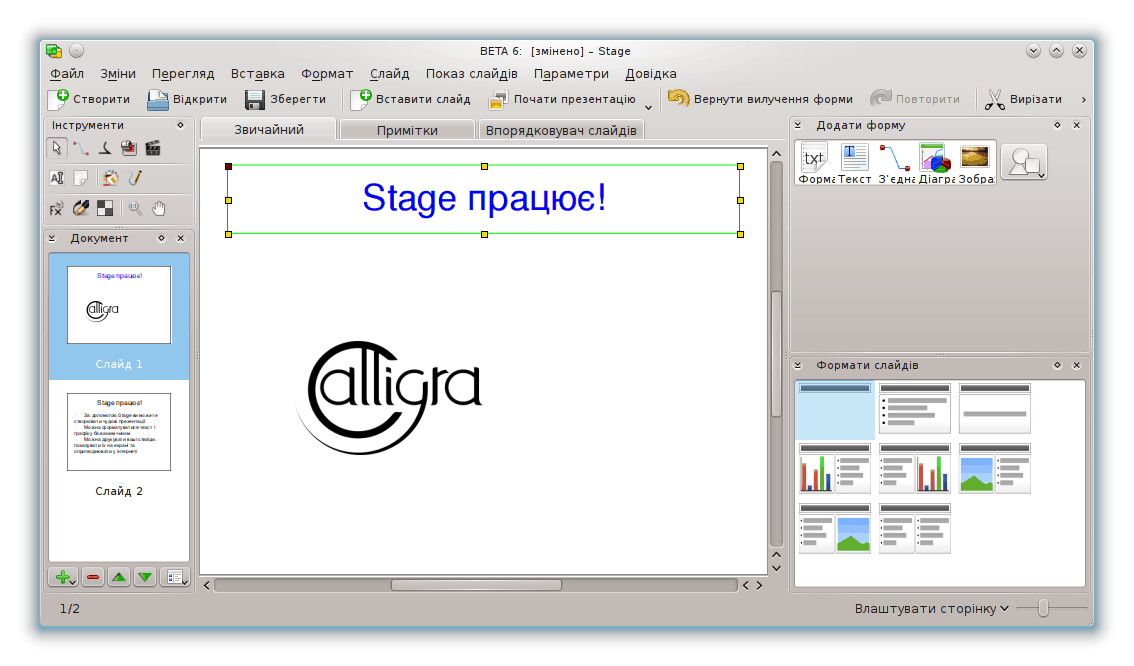 BETA 6:  [змінено] – Stage
Файл Зміни Перегляд Вставка Формат Слайд Показ слайдів Параметри Довідка
Створити Відкрити Зберегти Вставити слайд Почати презентацію Вернути вилучення форми Повторити Вирізати
Інструменти
Звичайний Примітки Впорядковувач слайдів
Додати форму
txt T
Форма Текст З'єдна Діагра Зобра:
Stage працює!
Документ
Stage працює!
alligra
Слайд 1
Calligra
Формати слайдів
Stage працює!
За допомогою Stage ви можете
створювати чудові презентації
Можна форматувати текст і
графіку бажаним чином
Можна друкувати ваші слайди,
показувати їх на екрані та
оприлюднювати у інтернеті
Слайд 2
1/2
Влаштувати сторінку